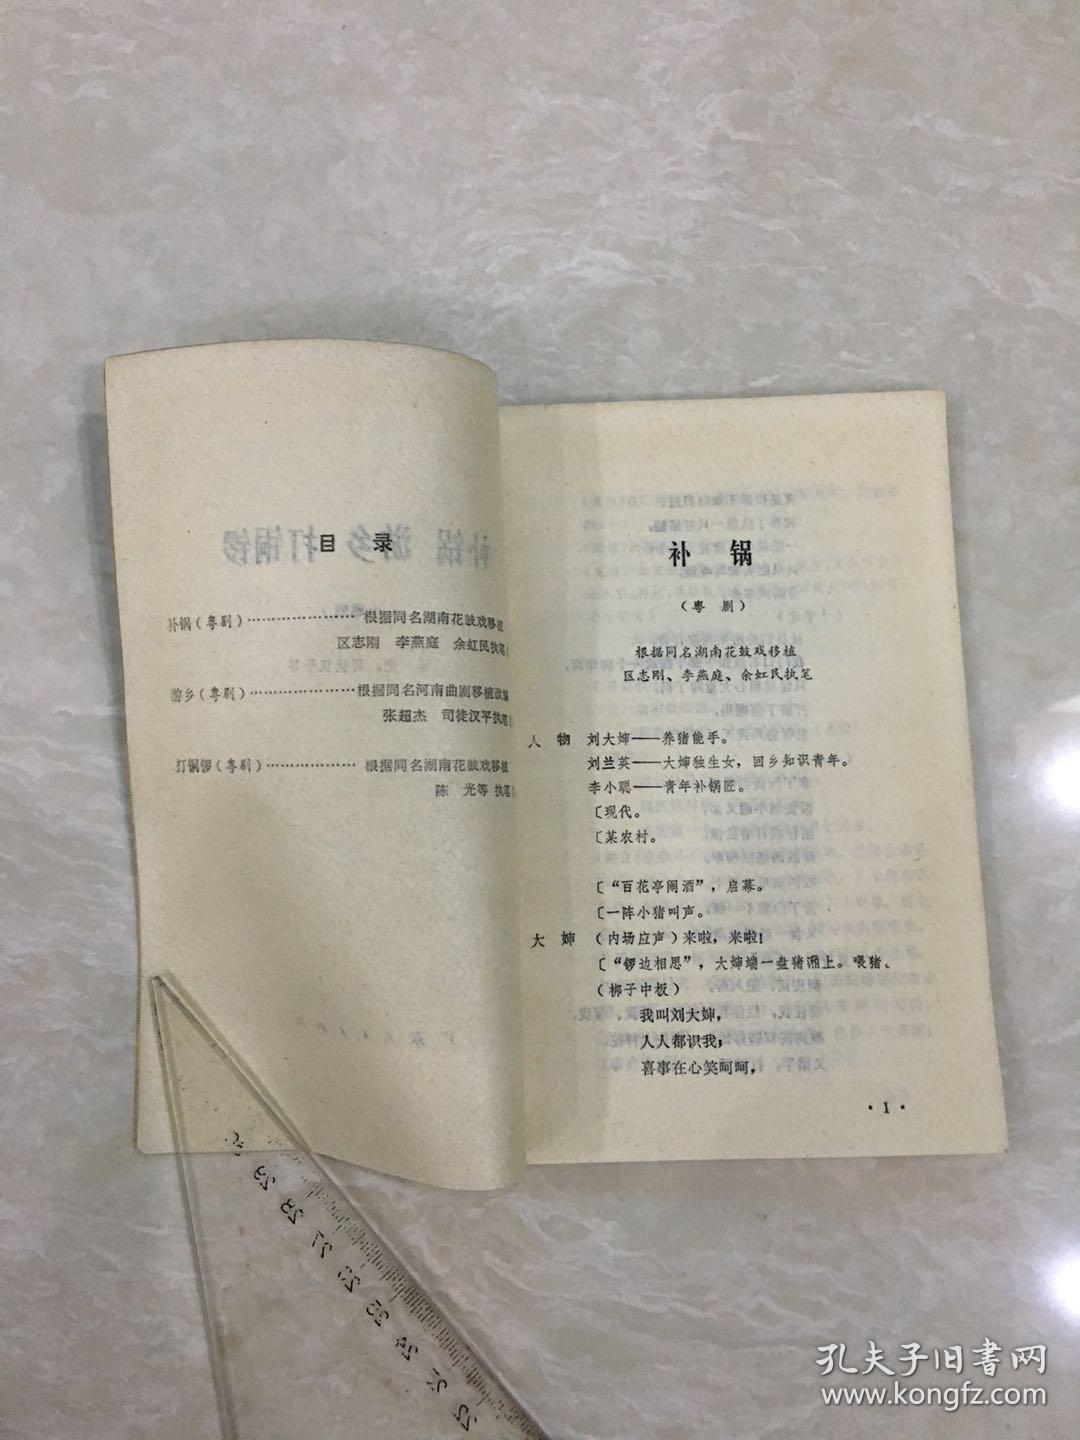 目 录
补锅(粤剧)………………根据同名湖南花鼓戏移植
区志刚 李燕庭 余虹民执笔
游乡(粤剧)………………根据同名河南曲剧移植改编
张超杰 司徒汉平执笔
打铜锣(粤剧)………………根据同名湖南花鼓戏移植
陈 光等 执笔
补 锅
(粤 剧)
根据同名湖南花鼓戏移植
区志刚、李燕庭、余虹民执笔
人 物 刘大婶——养猪能手。
刘兰英——大婶独生女,回乡知识青年。
李小聪——青年补锅匠。
〔现代。
〔某农村。
〔“百花亭闹酒”,启幕。
〔一阵小猪叫声。
大 婶 (内场应声)来啦,来啦!
〔“锣边相思”,大婶端一盘猪潲上。喂猪、
(梆子中板)
我叫刘大婶,
人人都识我;
喜事在心笑呵呵,
·1·
孔夫子旧書网
www.kongfz.com